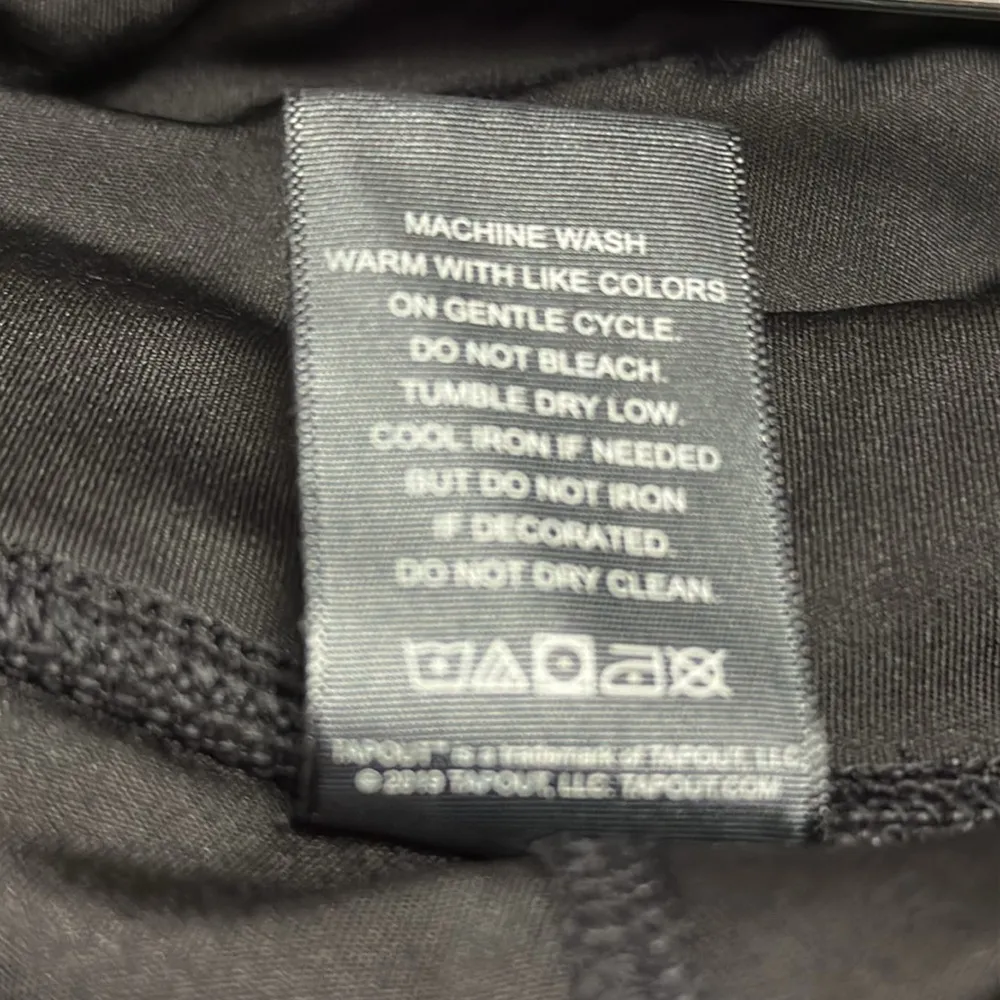 MACHINE WASH
WARM WITH LIKE COLORS
ON GENTLE CYCLE.
DO NOT BLEACH.
TUMBLE DRY LOW.
COOL IRON IF NEEDED
BUT DO NOT IRON
IF DECORATED.
DO NOT DRY CLEAN.
TAPOUT™ is a trademark of TAPOUT, LLC
© 2019 TAPOUT, LLC. TAPOUT.COM